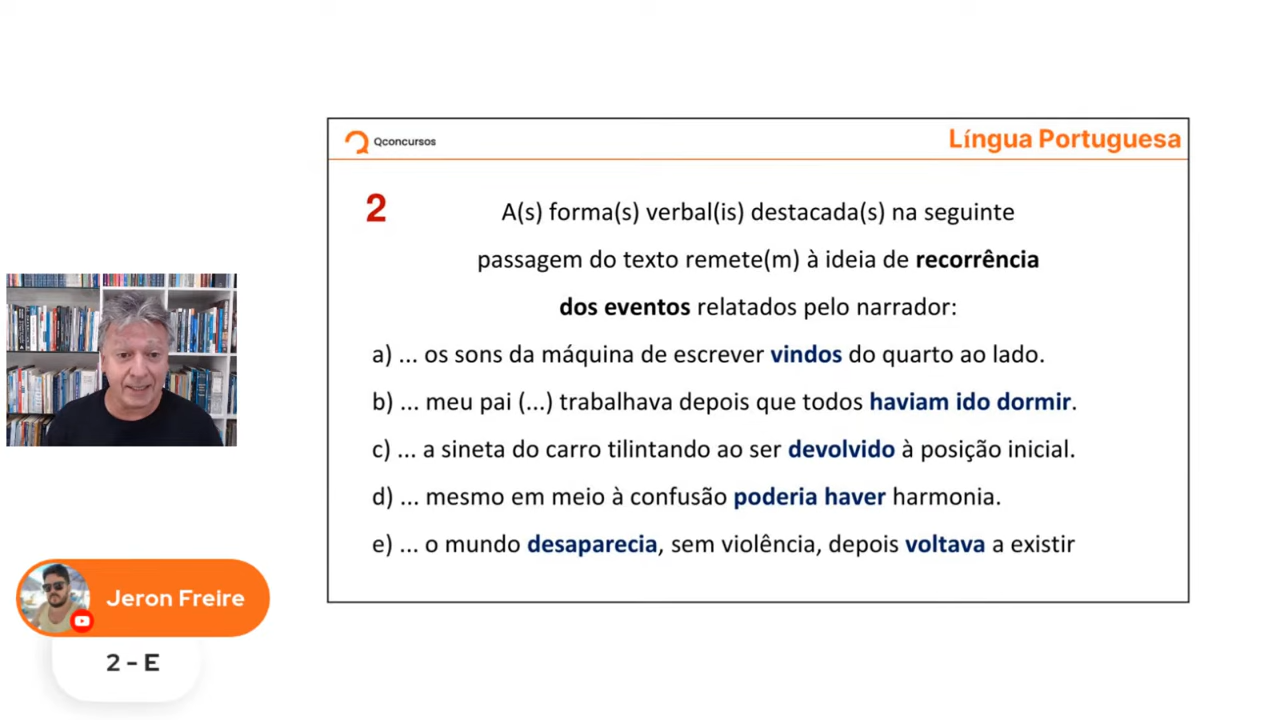 Qconcursos
Língua Portuguesa
2
A(s) forma(s) verbal(is) destacada(s) na seguinte
passagem do texto remete(m) à ideia de recorrência
dos eventos relatados pelo narrador:
a) ... os sons da máquina de escrever vindos do quarto ao lado.
b) ... meu pai (...) trabalhava depois que todos haviam ido dormir.
c) ... a sineta do carro tilintando ao ser devolvido à posição inicial.
d) ... mesmo em meio à confusão poderia haver harmonia.
e) ... o mundo desaparecia, sem violência, depois voltava a existir
Jeron Freire
2 - E